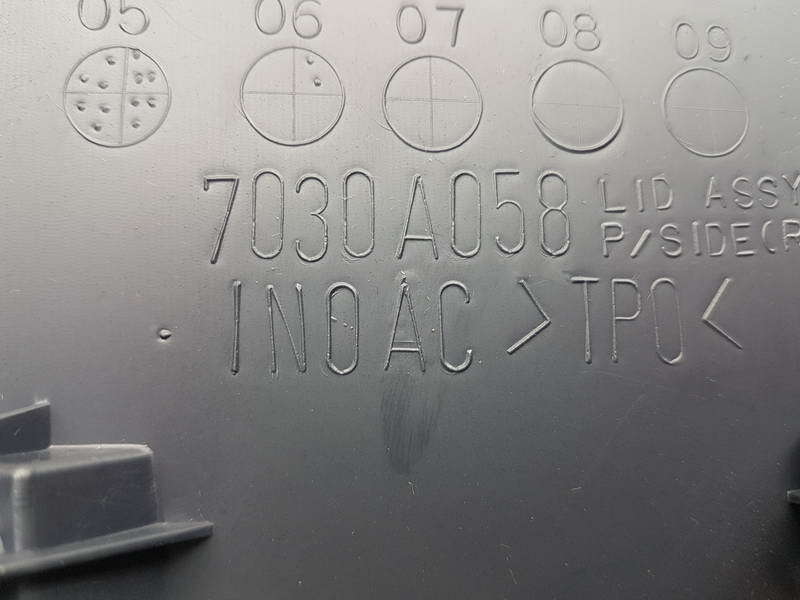 05 06 07 08 09
7030A058 LID ASSY
P/SIDE(R
INOAC >TPO<